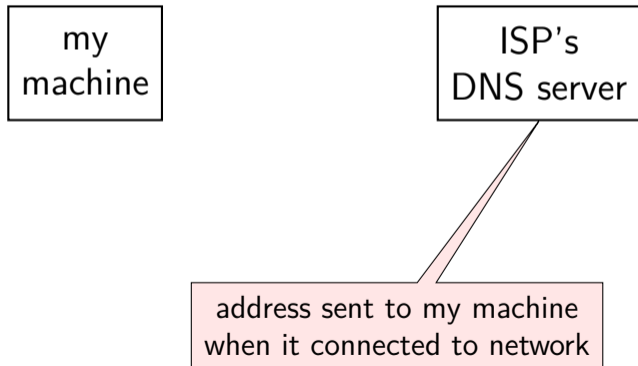 my
machine
ISP's
DNS server
address sent to my machine
when it connected to network